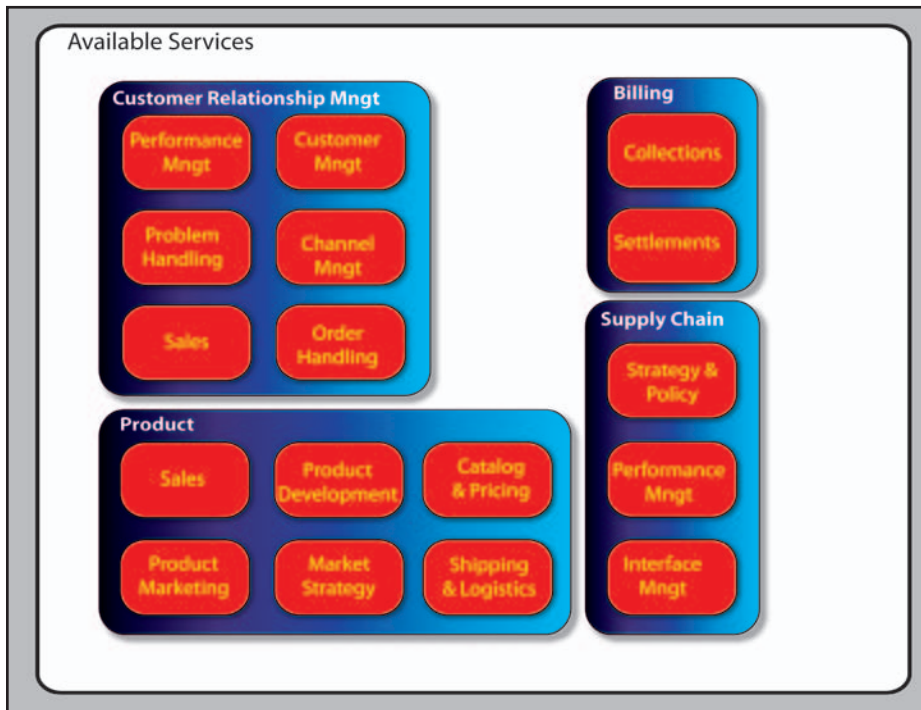 Available Services
Customer Relationship Mngt
Performance
Mngt
Customer
Mngt
Problem
Handling
Channel
Mngt
Sales
Order
Handling
Billing
Collections
Settlements
Supply Chain
Strategy &
Policy
Performance
Mngt
Interface
Mngt
Product
Sales
Product
Development
Catalog
& Pricing
Product
Marketing
Market
Strategy
Shipping
& Logistics